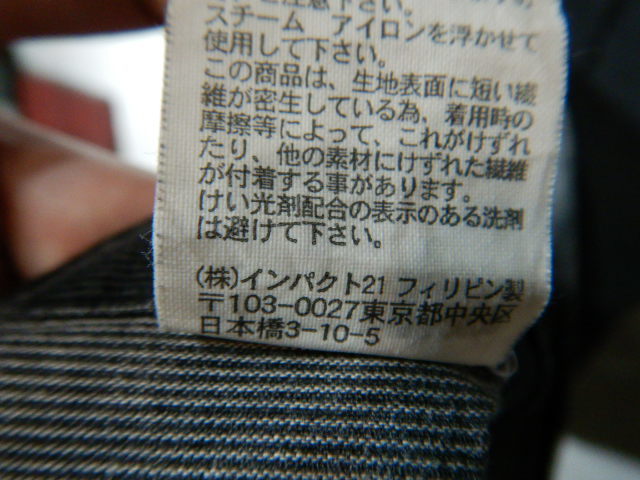 ご注意下さい。
スチーム アイロンを浮かせて
使用して下さい。
この商品は、生地表面に短い繊
維が密生している為、着用時の
摩擦等によって、これがけずれ
たり、他の素材にけずれた繊維
が付着する事があります。
けい光剤配合の表示のある洗剤
は避けて下さい。
(株)インパクト21 フィリピン製
〒103-0027東京都中央区
日本橋3-10-5